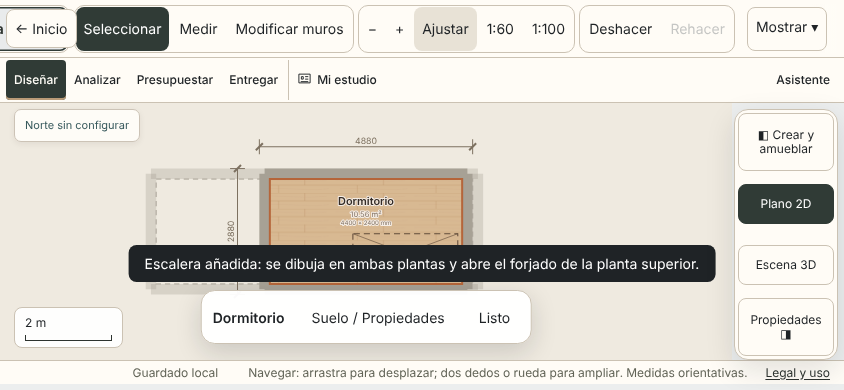 ← Inicio
Seleccionar
Medir
Modificar muros
−
+
Ajustar
1:60
1:100
Deshacer
Rehacer
Mostrar ▾
Diseñar
Analizar
Presupuestar
Entregar
Mi estudio
Asistente
Norte sin configurar
4880
2880
Dormitorio
10.56 m²
4400 × 2400 mm
Escalera añadida: se dibuja en ambas plantas y abre el forjado de la planta superior.
Dormitorio
Suelo / Propiedades
Listo
2 m
◧ Crear y
amueblar
Plano 2D
Escena 3D
Propiedades
◨
Guardado local
Navegar: arrastra para desplazar; dos dedos o rueda para ampliar. Medidas orientativas.
Legal y uso